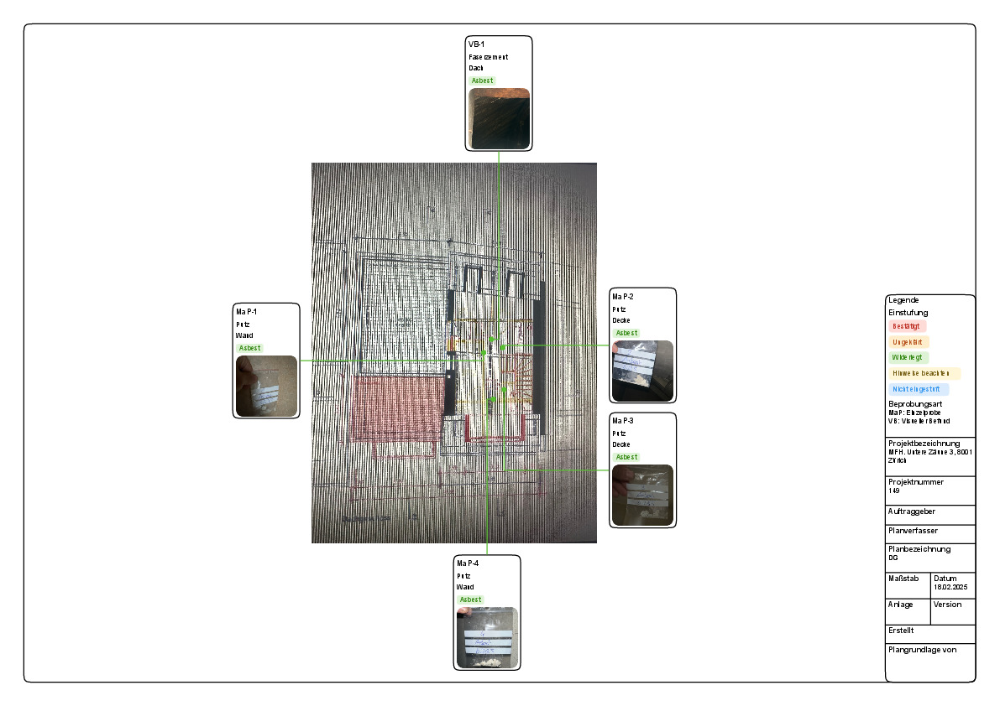 VB-1
Faserzement
Dach
Asbest
MaP-1
Putz
Wand
Asbest
MaP-2
Putz
Decke
Asbest
MaP-3
Putz
Decke
Asbest
MaP-4
Putz
Wand
Asbest
Legende
Einstufung
Bestätigt
Ungeklärt
Widerlegt
Hinweise beachten
Nicht eingestuft
Beprobungsart
MaP: Einzelprobe
VB: Visueller Befund
Projektbezeichnung
MFH. Untere Zäune 3, 8001
Zürich
Projektnummer
149
Auftraggeber
Planverfasser
Planbezeichnung
DG
Maßstab
Datum
18.02.2025
Anlage
Version
Erstellt
Plangrundlage von